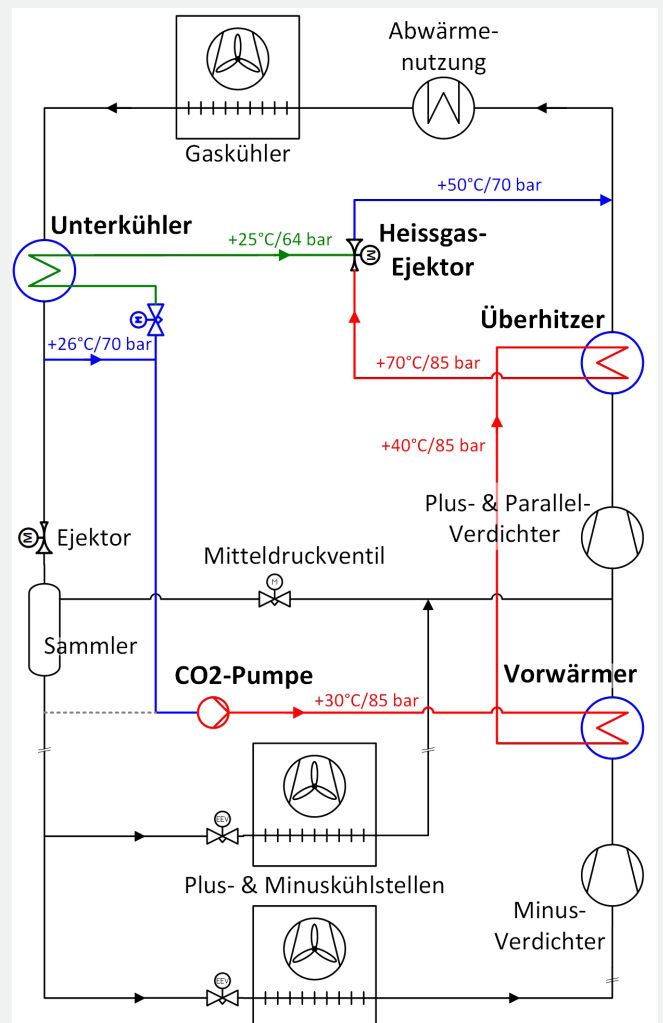 Abwärme-
nutzung
Gaskühler
+50°C/70 bar
Unterkühler
+25°C/64 bar
Heissgas-
Ejektor
M
M
+26°C/70 bar
Überhitzer
+70°C/85 bar
+40°C/85 bar
Plus- & Parallel-
Verdichter
M
Ejektor
Mitteldruckventil
M
Sammler
CO2-Pumpe
Vorwärmer
+30°C/85 bar
EEV
Plus- & Minuskühlstellen
Minus-
Verdichter
EEV